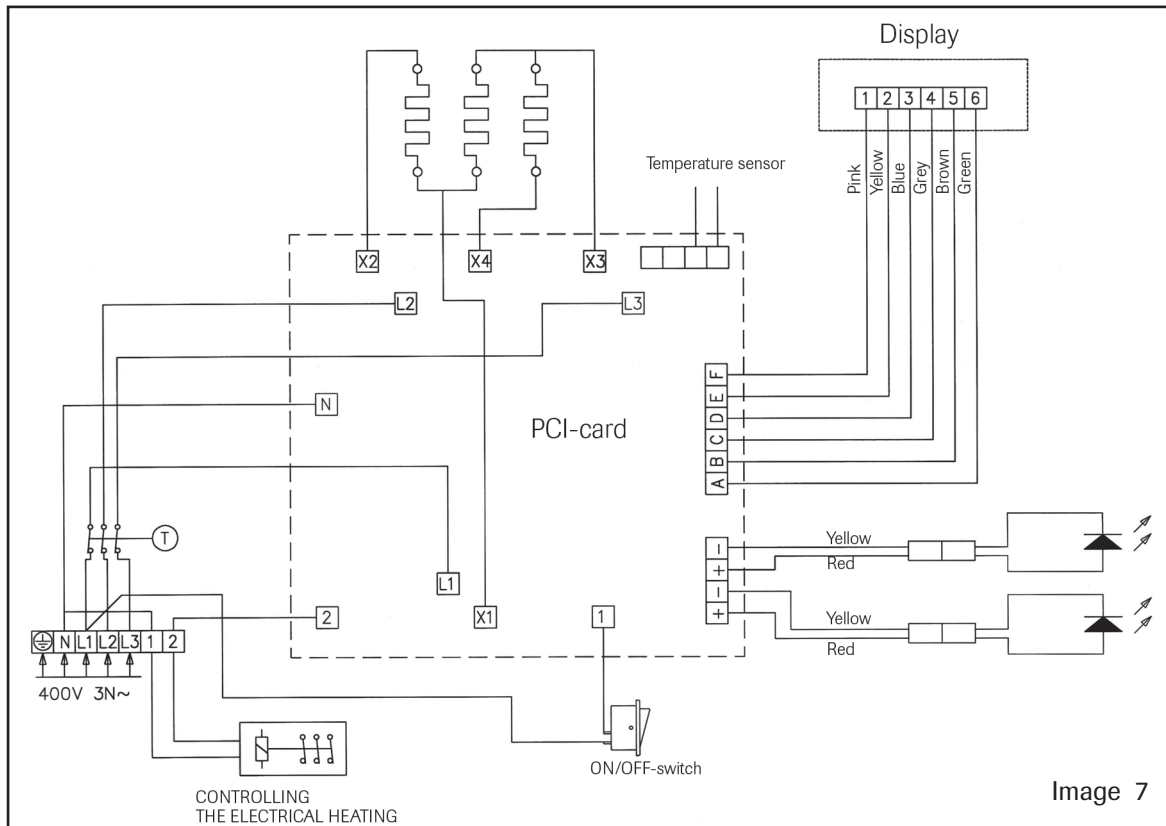 Display
1 2 3 4 5 6
Pink
Yellow
Blue
Grey
Brown
Green
Temperature sensor
X2
X4
X3
L2
L3
N
PCI-card
F
E
D
C
B
A
T
L1
2
X1
1
N L1 L2 L3 1 2
400V 3N~
- 
+
-
+
Yellow
Red
Yellow
Red
ON/OFF-switch
CONTROLLING
THE ELECTRICAL HEATING
Image 7